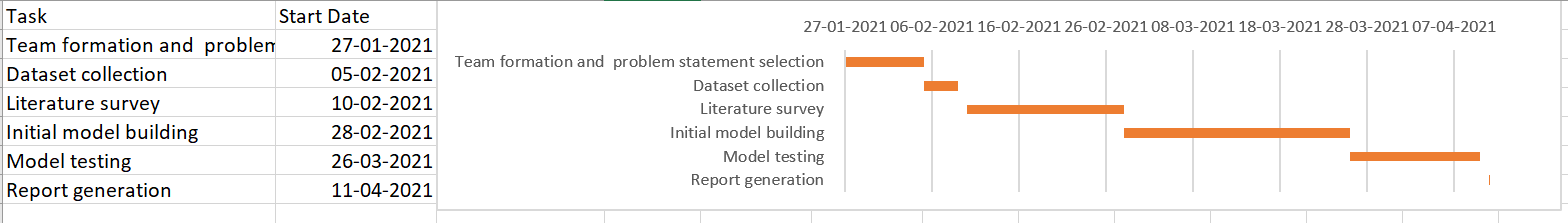 Task Start Date
Team formation and  problem 27-01-2021
Dataset collection 05-02-2021
Literature survey 10-02-2021
Initial model building 28-02-2021
Model testing 26-03-2021
Report generation 11-04-2021
27-01-2021 06-02-2021 16-02-2021 26-02-2021 08-03-2021 18-03-2021 28-03-2021 07-04-2021
Team formation and  problem statement selection
Dataset collection
Literature survey
Initial model building
Model testing
Report generation